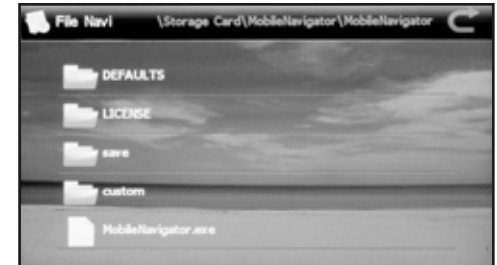 File Navi \Storage Card\MobileNavigator\MobileNavigator
DEFAULTS
LICENSE
save
custom
MobileNavigator.exe